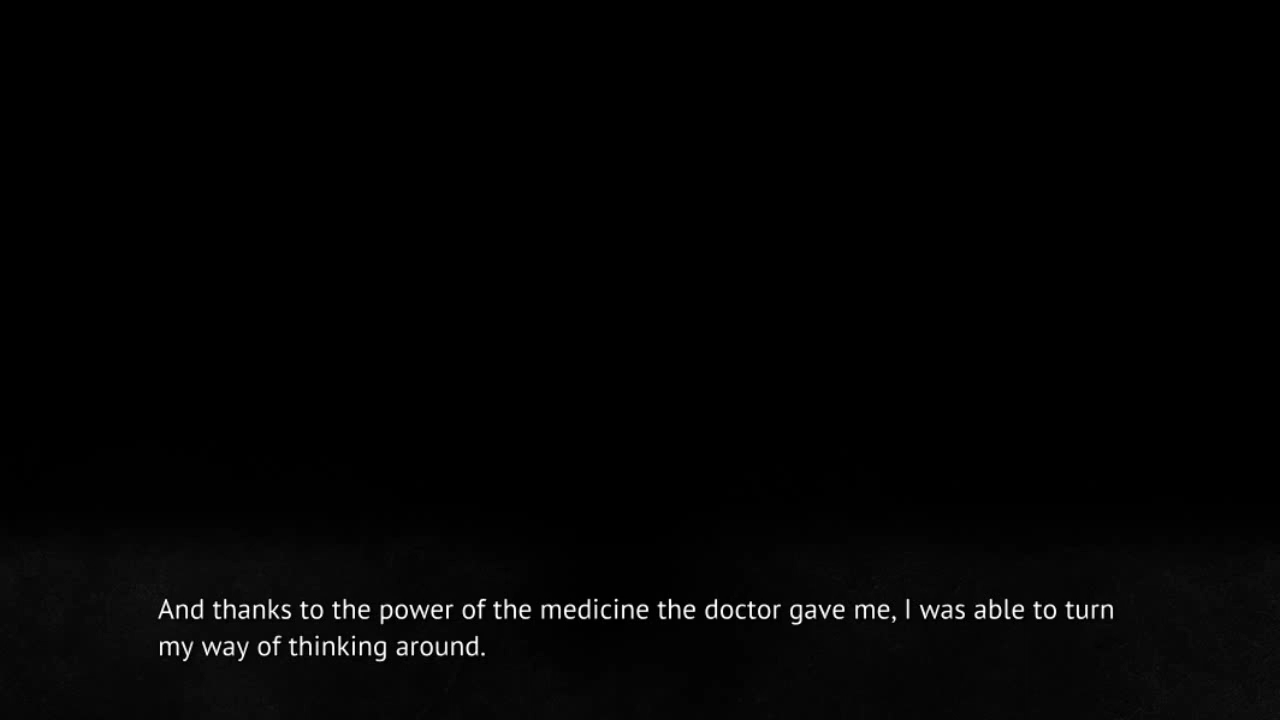 And thanks to the power of the medicine the doctor gave me, I was able to turn
my way of thinking around.